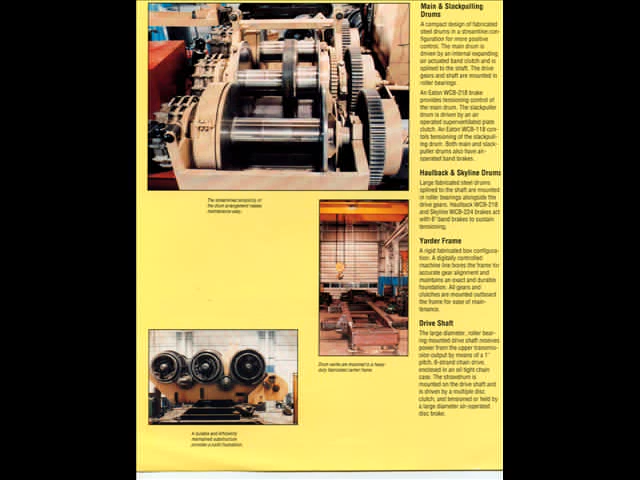 Main & Slackpulling
Drums
A compact design of fabricated
steel drums in a streamline con-
figuration for more positive
control. The main drum is
driven by an internal expanding
air actuated band clutch and is
splined to the shaft. The drive
gears and shaft are mounted in
roller bearings.
An Eaton WCB-218 brake
provides tensioning control of
the main drum. The slackpuller
drum is driven by an air
operated superventilated plate
clutch. An Eaton WCB-118 con-
trols tensioning of the slackpull-
ing drum. Both main and slack-
puller drums also have air-
operated band brakes.
The streamlined simplicity of
the drum arrangement makes
maintenance easy.
Haulback & Skyline Drums
Large fabricated steel drums
splined to the shaft are mounted
in roller bearings alongside the
drive gears. Haulback WCB-218
and Skyline WCB-224 brakes act
with 6" band brakes to sustain
tensioning.
Yarder Frame
A rigid fabricated box configura-
tion. A digitally controlled
machine line bores the frame for
accurate gear alignment and
maintains an exact and durable
foundation. All gears and
clutches are mounted outboard
the frame for ease of main-
tenance.
Drive Shaft
The large diameter, roller bear-
ing mounted drive shaft receives
power from the upper transmis-
sion output by means of a 1"
pitch, 6-strand chain drive,
enclosed in an oil tight chain
case. The strawdrum is
mounted on the drive shaft and
is driven by a multiple disc
clutch, and tensioned or held by
a large diameter air-operated
disc brake.
Drum works are mounted to a heavy-
duty fabricated carrier frame.
A durable and efficiently
maintained substructure
provides a solid foundation.